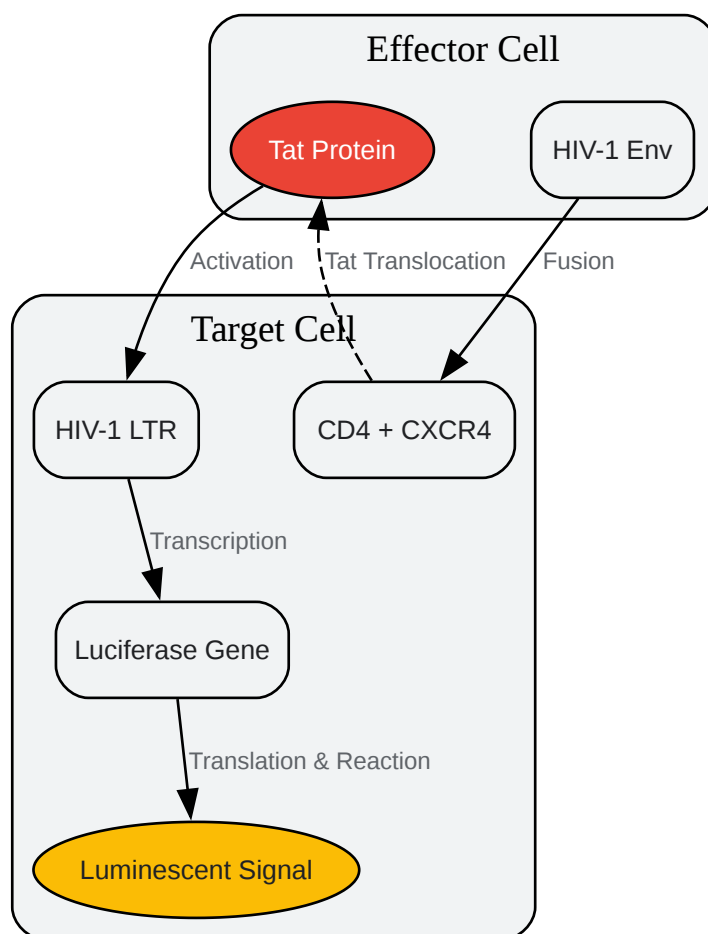 Effector Cell
Tat Protein
HIV-1 Env
Activation
Tat Translocation
Fusion
Target Cell
HIV-1 LTR
CD4 + CXCR4
Transcription
Luciferase Gene
Translation & Reaction
Luminescent Signal